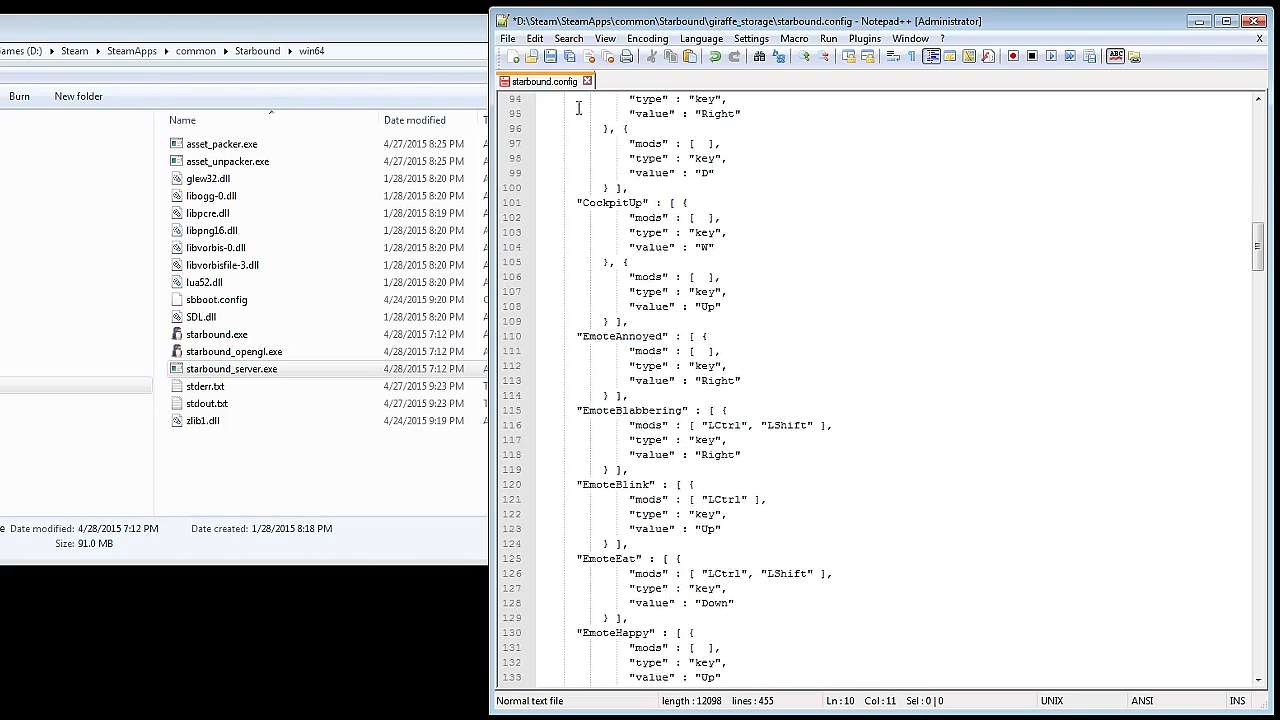 ames (D:) ▸ Steam ▸ SteamApps ▸ common ▸ Starbound ▸ win64
Burn New folder
Name Date modified
asset_packer.exe 4/27/2015 8:25 PM
asset_unpacker.exe 4/27/2015 8:25 PM
glew32.dll 1/28/2015 8:20 PM
libogg-0.dll 1/28/2015 8:20 PM
libpcre.dll 1/28/2015 8:19 PM
libpng16.dll 1/28/2015 8:20 PM
libvorbis-0.dll 1/28/2015 8:20 PM
libvorbisfile-3.dll 1/28/2015 8:20 PM
lua52.dll 1/28/2015 8:20 PM
sbboot.config 4/24/2015 9:20 PM
SDL.dll 1/28/2015 8:20 PM
starbound.exe 4/28/2015 7:12 PM
starbound_opengl.exe 4/28/2015 7:12 PM
starbound_server.exe 4/28/2015 7:12 PM
stderr.txt 4/27/2015 9:23 PM
stdout.txt 4/27/2015 9:23 PM
zlib1.dll 4/24/2015 9:19 PM
e Date modified: 4/28/2015 7:12 PM Date created: 1/28/2015 8:18 PM
Size: 91.0 MB
*D:\Steam\SteamApps\common\Starbound\giraffe_storage\starbound.config - Notepad++ [Administrator]
File Edit Search View Encoding Language Settings Macro Run Plugins Window ? X
starbound.config
94 "type" : "key",
95 "value" : "Right"
96 }, {
97 "mods" : [  ],
98 "type" : "key",
99 "value" : "D"
100 } ],
101 "CockpitUp" : [ {
102 "mods" : [  ],
103 "type" : "key",
104 "value" : "W"
105 }, {
106 "mods" : [  ],
107 "type" : "key",
108 "value" : "Up"
109 } ],
110 "EmoteAnnoyed" : [ {
111 "mods" : [  ],
112 "type" : "key",
113 "value" : "Right"
114 } ],
115 "EmoteBlabbering" : [ {
116 "mods" : [ "LCtrl", "LShift" ],
117 "type" : "key",
118 "value" : "Right"
119 } ],
120 "EmoteBlink" : [ {
121 "mods" : [ "LCtrl" ],
122 "type" : "key",
123 "value" : "Up"
124 } ],
125 "EmoteEat" : [ {
126 "mods" : [ "LCtrl", "LShift" ],
127 "type" : "key",
128 "value" : "Down"
129 } ],
130 "EmoteHappy" : [ {
131 "mods" : [  ],
132 "type" : "key",
133 "value" : "Up"
Normal text file length : 12098 lines : 455 Ln : 10 Col : 11 Sel : 0 | 0 UNIX ANSI INS